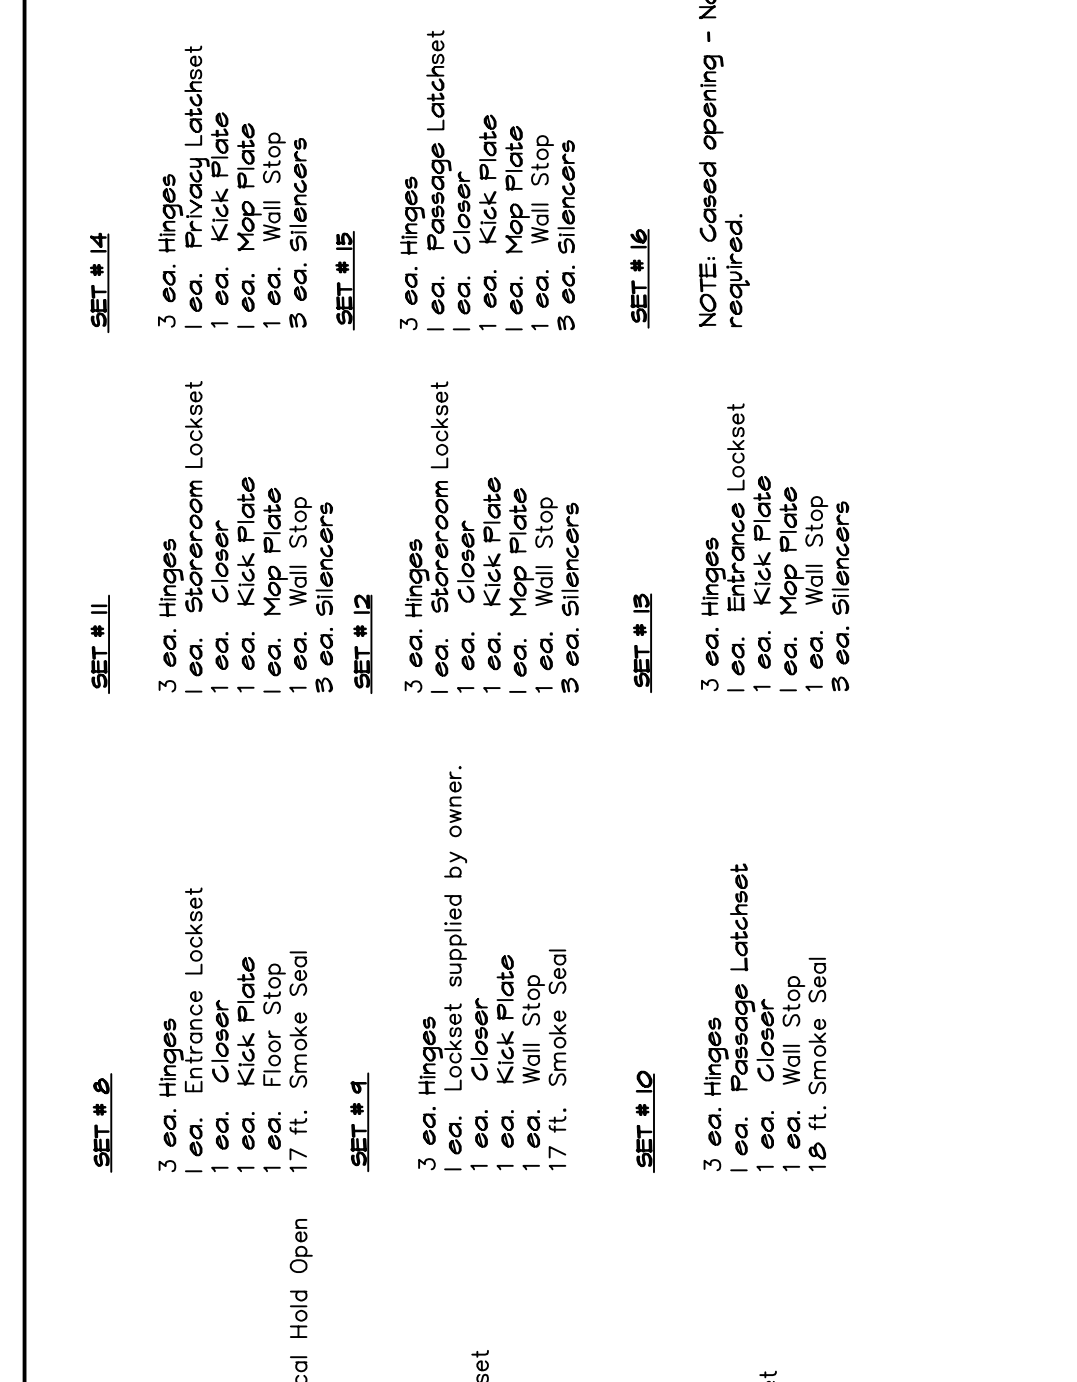 cal Hold Open
set
SET # 8
3 ea. Hinges
1 ea. Entrance Lockset
1 ea. Closer
1 ea. Kick Plate
1 ea. Floor Stop
17 ft. Smoke Seal
SET # 9
3 ea. Hinges
1 ea. Lockset supplied by owner.
1 ea. Closer
1 ea. Kick Plate
1 ea. Wall Stop
17 ft. Smoke Seal
SET # 10
3 ea. Hinges
1 ea. Passage Latchset
1 ea. Closer
1 ea. Wall Stop
18 ft. Smoke Seal
SET # 11
3 ea. Hinges
1 ea. Storeroom Lockset
1 ea. Closer
1 ea. Kick Plate
1 ea. Mop Plate
1 ea. Wall Stop
3 ea. Silencers
SET # 12
3 ea. Hinges
1 ea. Storeroom Lockset
1 ea. Closer
1 ea. Kick Plate
1 ea. Mop Plate
1 ea. Wall Stop
3 ea. Silencers
SET # 13
3 ea. Hinges
1 ea. Entrance Lockset
1 ea. Kick Plate
1 ea. Mop Plate
1 ea. Wall Stop
3 ea. Silencers
SET # 14
3 ea. Hinges
1 ea. Privacy Latchset
1 ea. Kick Plate
1 ea. Mop Plate
1 ea. Wall Stop
3 ea. Silencers
SET # 15
3 ea. Hinges
1 ea. Passage Latchset
1 ea. Closer
1 ea. Kick Plate
1 ea. Mop Plate
1 ea. Wall Stop
3 ea. Silencers
SET # 16
NOTE: Cased opening - No
required.